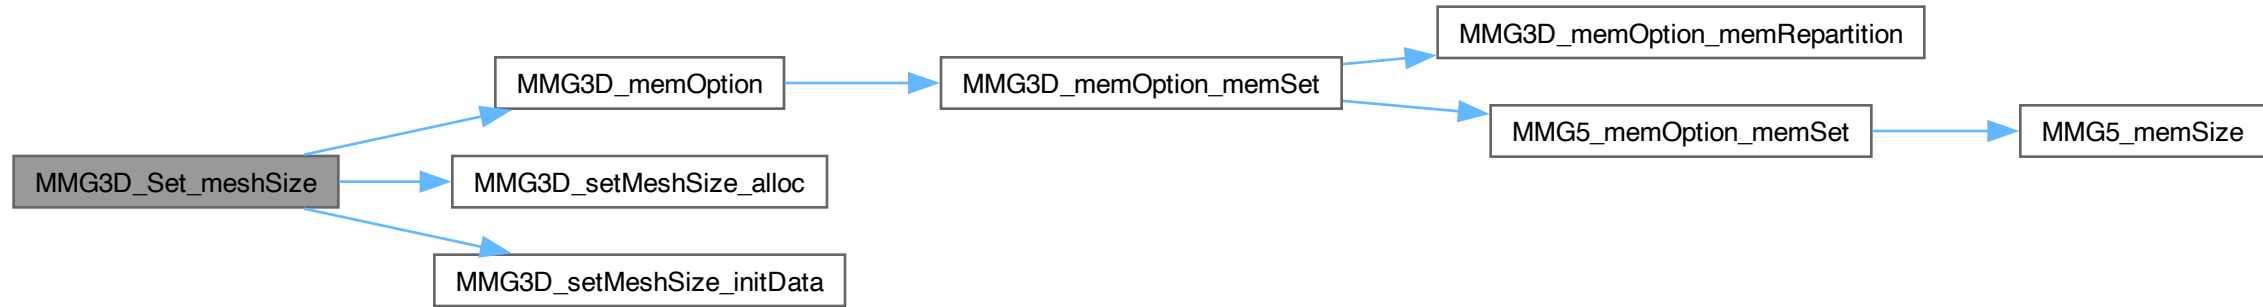 MMG3D_Set_meshSize
MMG3D_memOption
MMG3D_setMeshSize_alloc
MMG3D_setMeshSize_initData
MMG3D_memOption_memSet
MMG3D_memOption_memRepartition
MMG5_memOption_memSet
MMG5_memSize